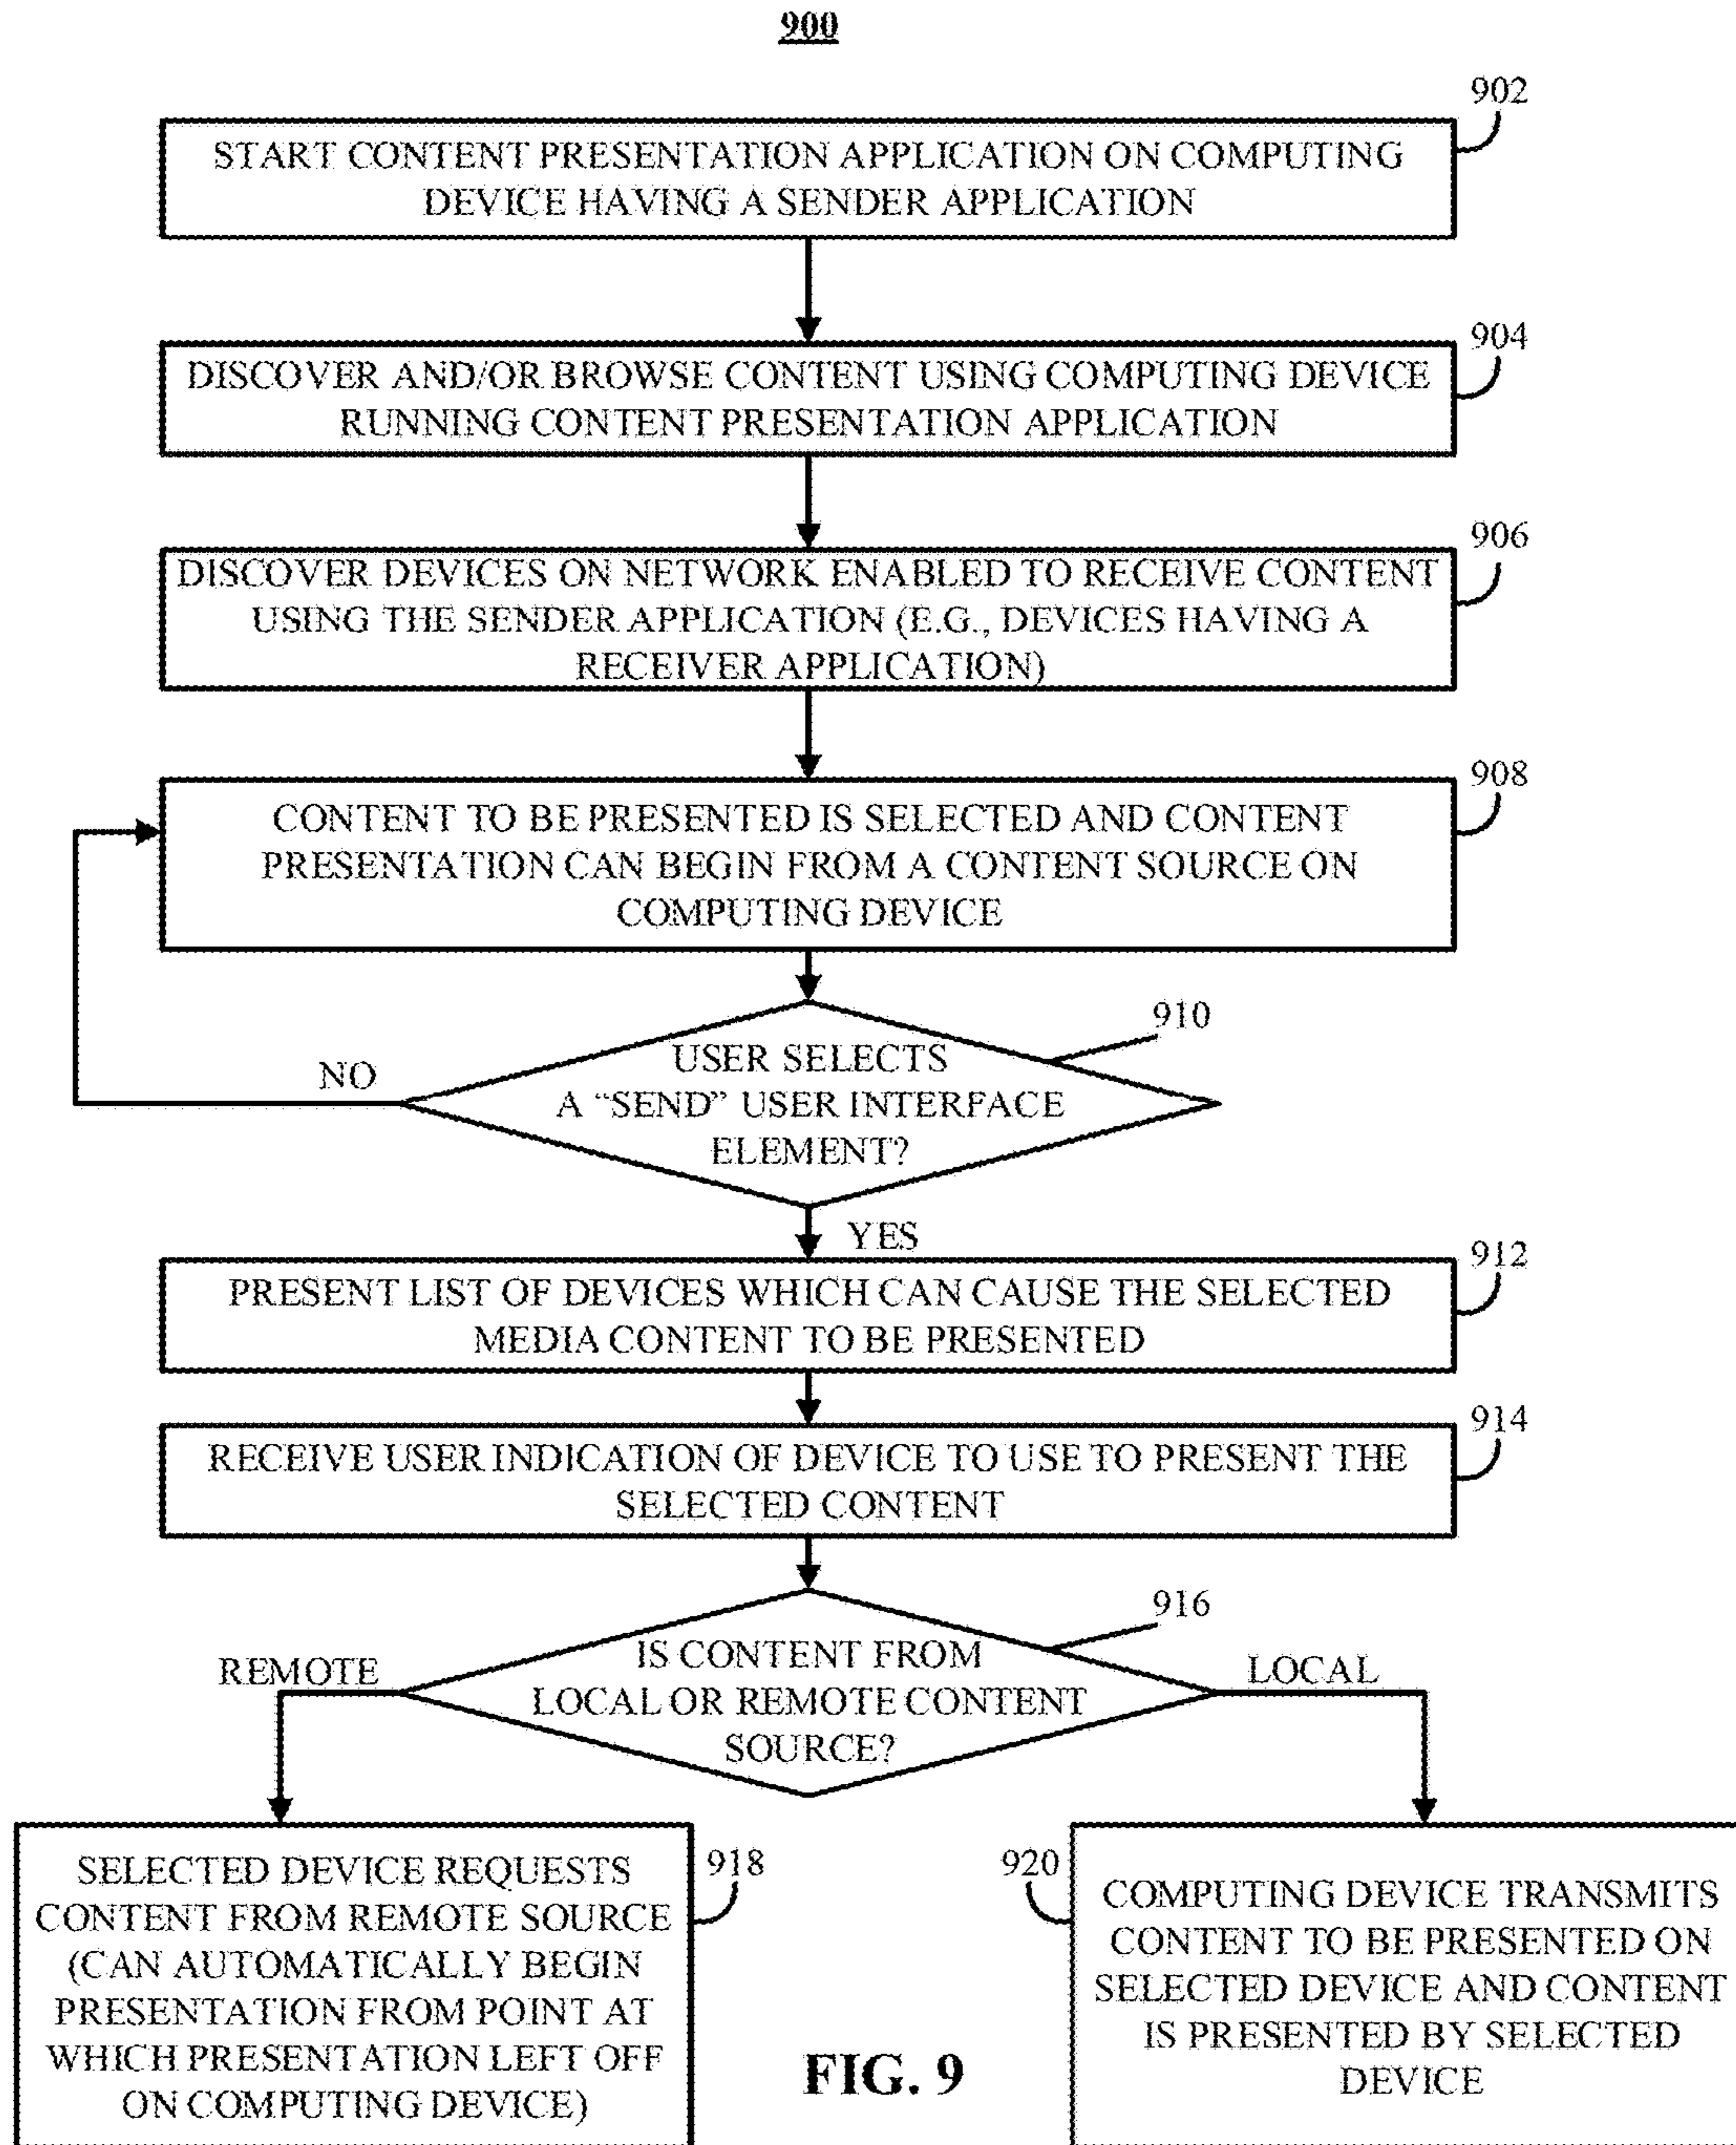 900
902
START CONTENT PRESENTATION APPLICATION ON COMPUTING
DEVICE HAVING A SENDER APPLICATION
904
DISCOVER AND/OR BROWSE CONTENT USING COMPUTING DEVICE
RUNNING CONTENT PRESENTATION APPLICATION
906
DISCOVER DEVICES ON NETWORK ENABLED TO RECEIVE CONTENT
USING THE SENDER APPLICATION (E.G., DEVICES HAVING A
RECEIVER APPLICATION)
908
CONTENT TO BE PRESENTED IS SELECTED AND CONTENT
PRESENTATION CAN BEGIN FROM A CONTENT SOURCE ON
COMPUTING DEVICE
910
NO
USER SELECTS
A “SEND” USER INTERFACE
ELEMENT?
YES
912
PRESENT LIST OF DEVICES WHICH CAN CAUSE THE SELECTED
MEDIA CONTENT TO BE PRESENTED
914
RECEIVE USER INDICATION OF DEVICE TO USE TO PRESENT THE
SELECTED CONTENT
916
REMOTE
IS CONTENT FROM
LOCAL OR REMOTE CONTENT
SOURCE?
LOCAL
918
SELECTED DEVICE REQUESTS
CONTENT FROM REMOTE SOURCE
(CAN AUTOMATICALLY BEGIN
PRESENTATION FROM POINT AT
WHICH PRESENTATION LEFT OFF
ON COMPUTING DEVICE)
920
COMPUTING DEVICE TRANSMITS
CONTENT TO BE PRESENTED ON
SELECTED DEVICE AND CONTENT
IS PRESENTED BY SELECTED
DEVICE
FIG. 9